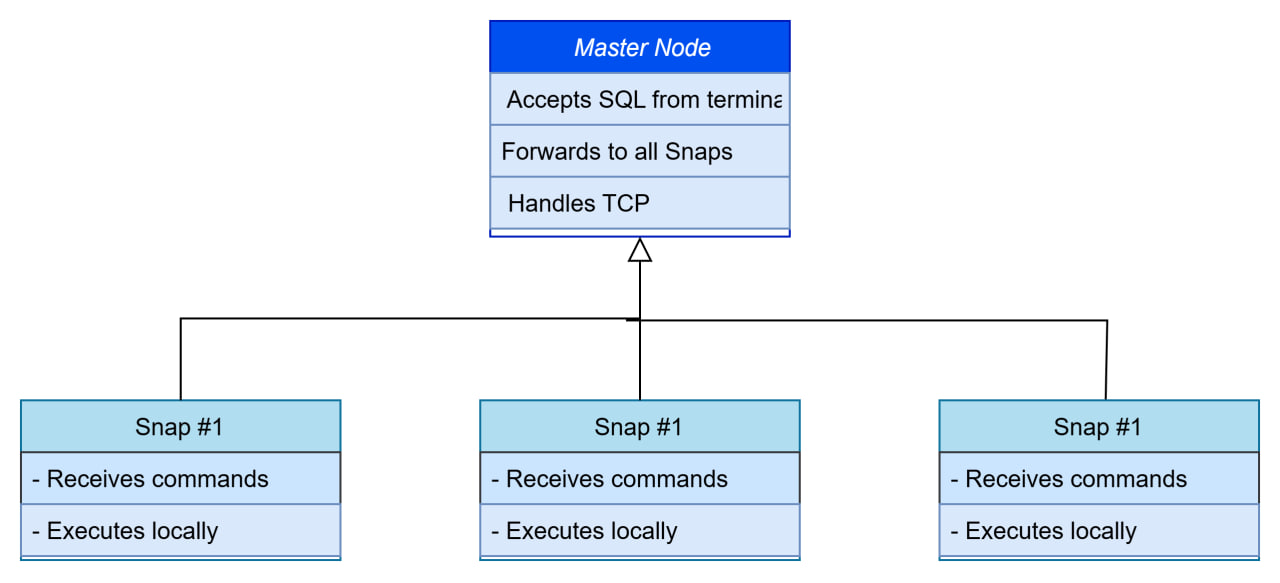 Master Node
Accepts SQL from termina
Forwards to all Snaps
Handles TCP
Snap #1
- Receives commands
- Executes locally
Snap #1
- Receives commands
- Executes locally
Snap #1
- Receives commands
- Executes locally